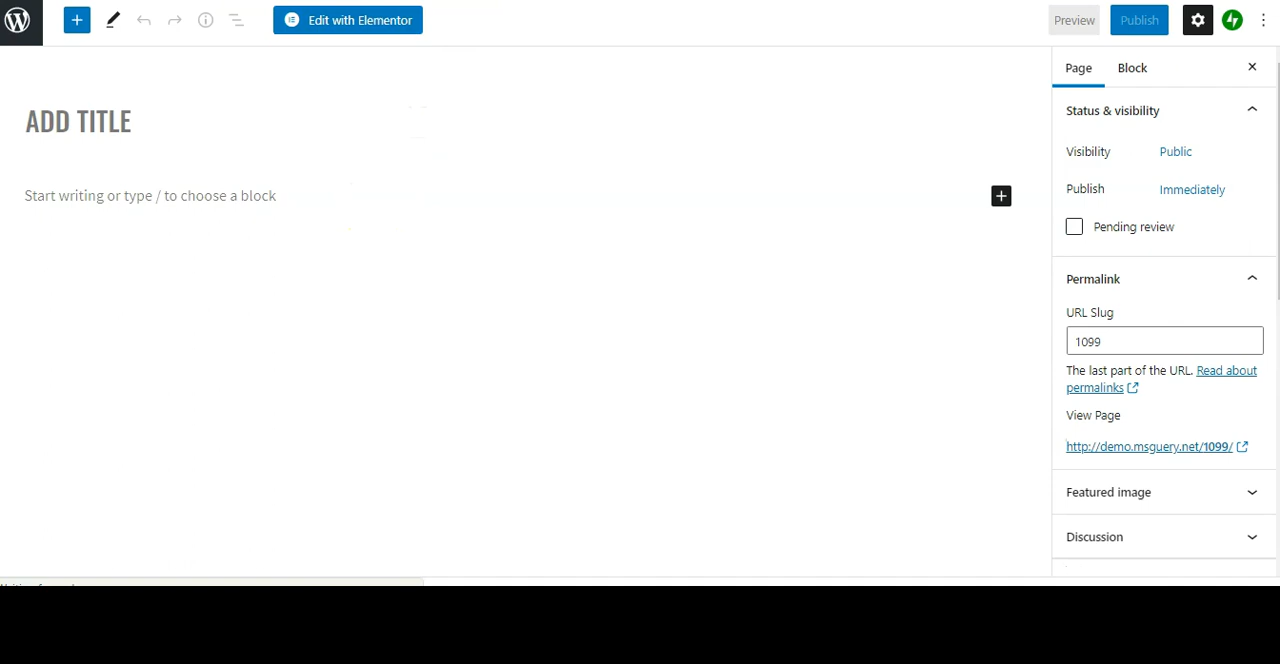 Edit with Elementor
Preview
Publish
Page
Block
ADD TITLE
Start writing or type / to choose a block
Status & visibility
Visibility
Public
Publish
Immediately
Pending review
Permalink
URL Slug
1099
The last part of the URL. Read about
permalinks
View Page
http://demo.msguery.net/1099/
Featured image
Discussion